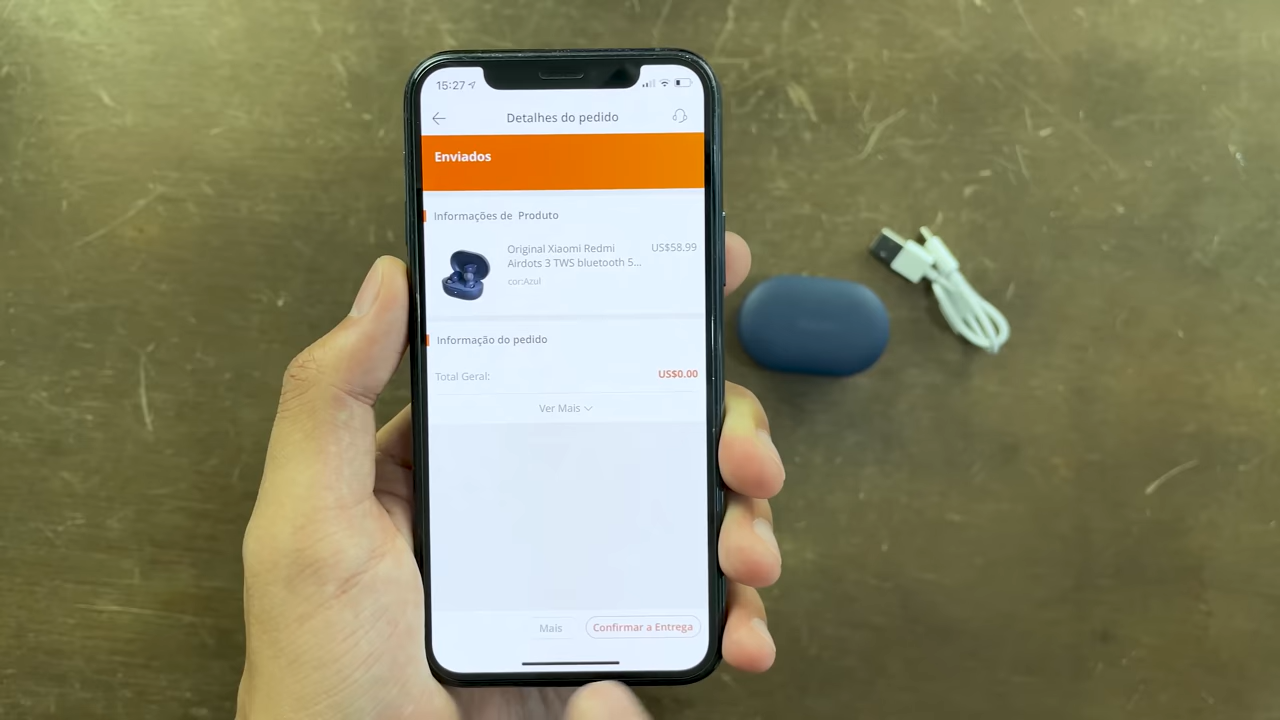 15:27
Detalhes do pedido
Enviados
Informações de Produto
Original Xiaomi Redmi
US$58.99
Airdots 3 TWS bluetooth 5...
cor:Azul
Informação do pedido
Total Geral:
US$0.00
Ver Mais
Mais
Confirmar a Entrega